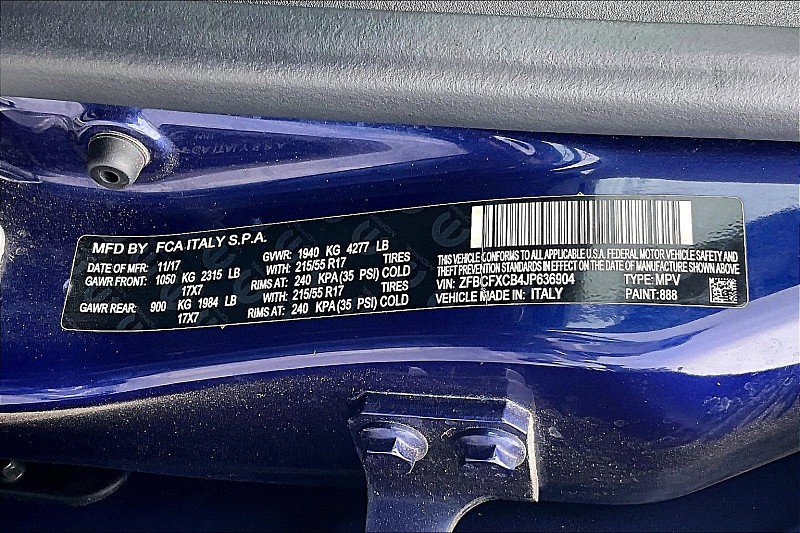 MFD BY FCA ITALY S.P.A.
DATE OF MFR: 11/17 GVWR: 1940 KG 4277 LB
GAWR FRONT: 1050 KG 2315 LB WITH: 215/55 R17 TIRES
17X7 RIMS AT: 240 KPA(35 PSI) COLD
GAWR REAR: 900 KG 1984 LB WITH: 215/55 R17 TIRES
17X7 RIMS AT: 240 KPA(35 PSI) COLD
THIS VEHICLE CONFORMS TO ALL APPLICABLE U.S.A. FEDERAL MOTOR VEHICLE SAFETY AND
THEFT PREVENTION STANDARDS IN EFFECT ON THE DATE OF MANUFACTURE SHOWN ABOVE.
VIN: ZFBCFXCB4JP636904 TYPE: MPV
VEHICLE MADE IN: ITALY PAINT:888